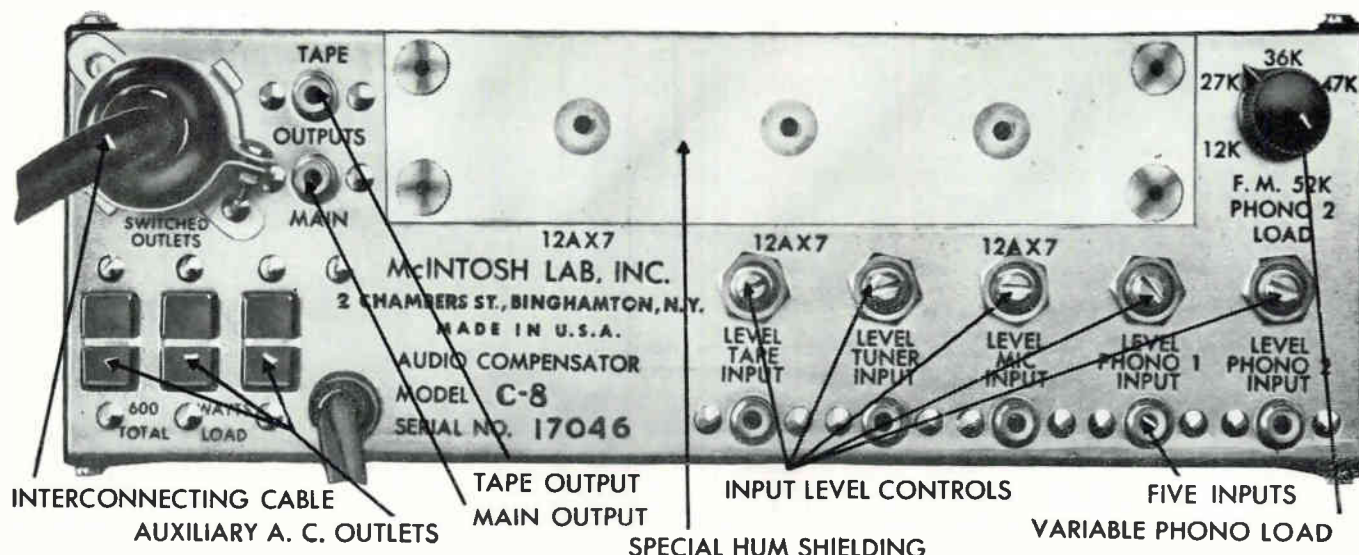 TAPE
OUTPUTS
MAIN
SWITCHED
OUTLETS
600 WATTS
TOTAL LOAD
12AX7 12AX7 12AX7
McINTOSH LAB, INC.
2 CHAMBERS ST., BINGHAMTON, N.Y.
MADE IN U.S.A.
AUDIO COMPENSATOR
MODEL C-8
SERIAL NO. 17046
LEVEL
TAPE
INPUT
LEVEL
TUNER
INPUT
LEVEL
MIC
INPUT
LEVEL
PHONO 1
INPUT
LEVEL
PHONO 2
INPUT
36K
27K 47K
12K
F. M. 52K
PHONO 2
LOAD
INTERCONNECTING CABLE
AUXILIARY A. C. OUTLETS
TAPE OUTPUT
MAIN OUTPUT
SPECIAL HUM SHIELDING
INPUT LEVEL CONTROLS
FIVE INPUTS
VARIABLE PHONO LOAD